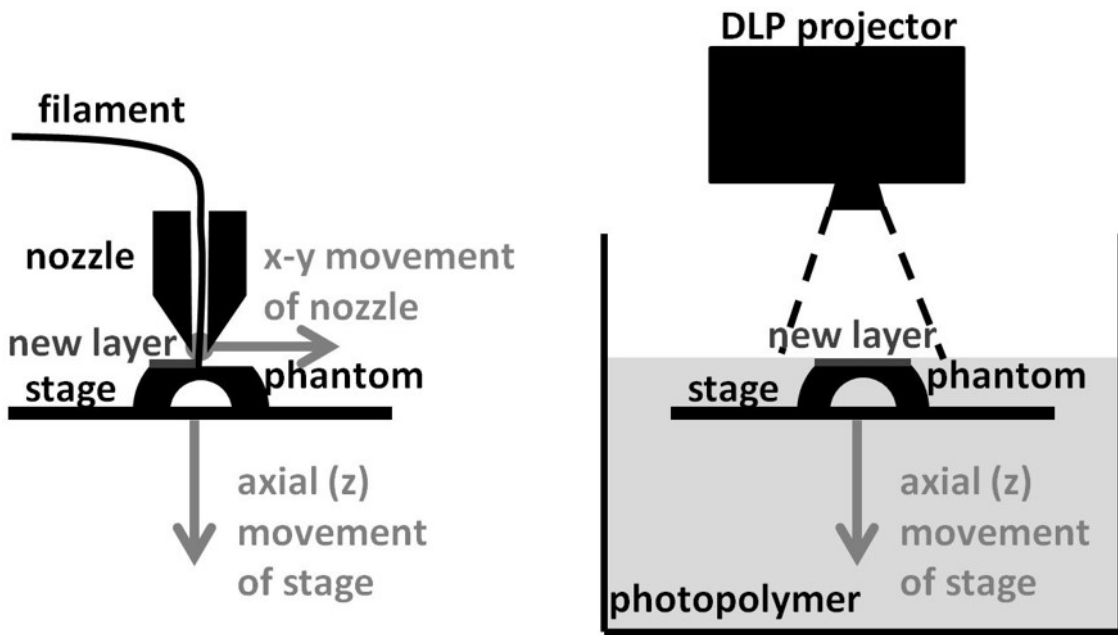 filament
nozzle
x-y movement
of nozzle
new layer
stage
phantom
axial (z)
movement
of stage
DLP projector
new layer
stage
phantom
axial (z)
movement
of stage
photopolymer